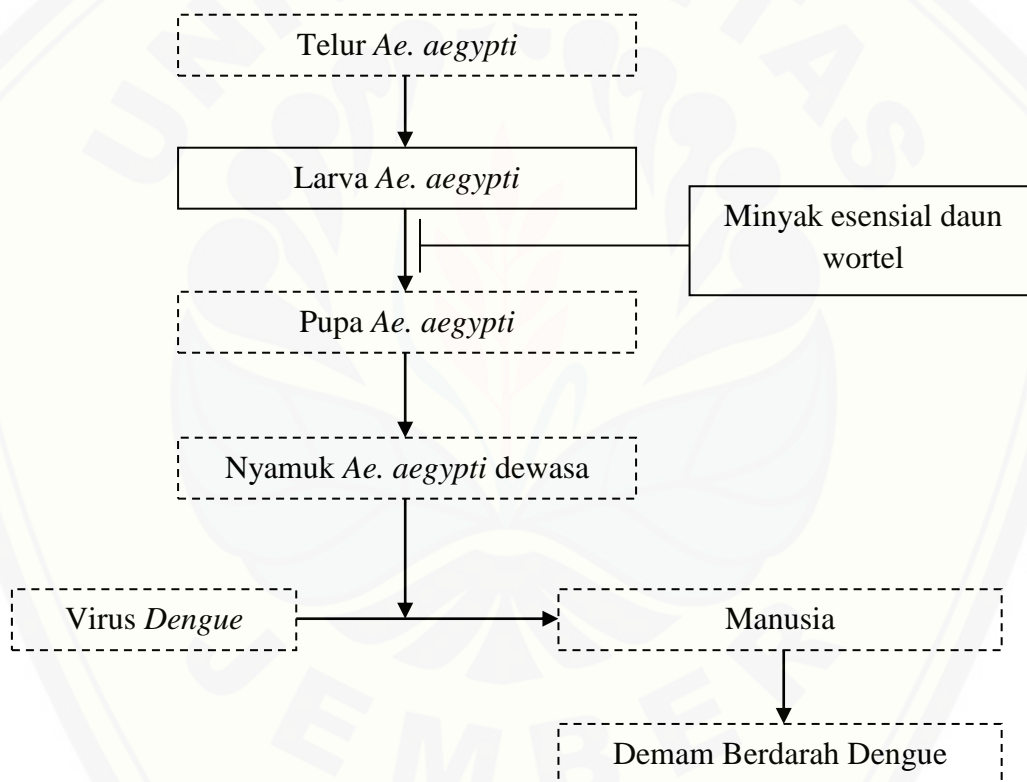 Telur Ae. aegypti
Larva Ae. aegypti
Minyak esensial daun
wortel
Pupa Ae. aegypti
Nyamuk Ae. aegypti dewasa
Virus Dengue
Manusia
Demam Berdarah Dengue
JEMBER